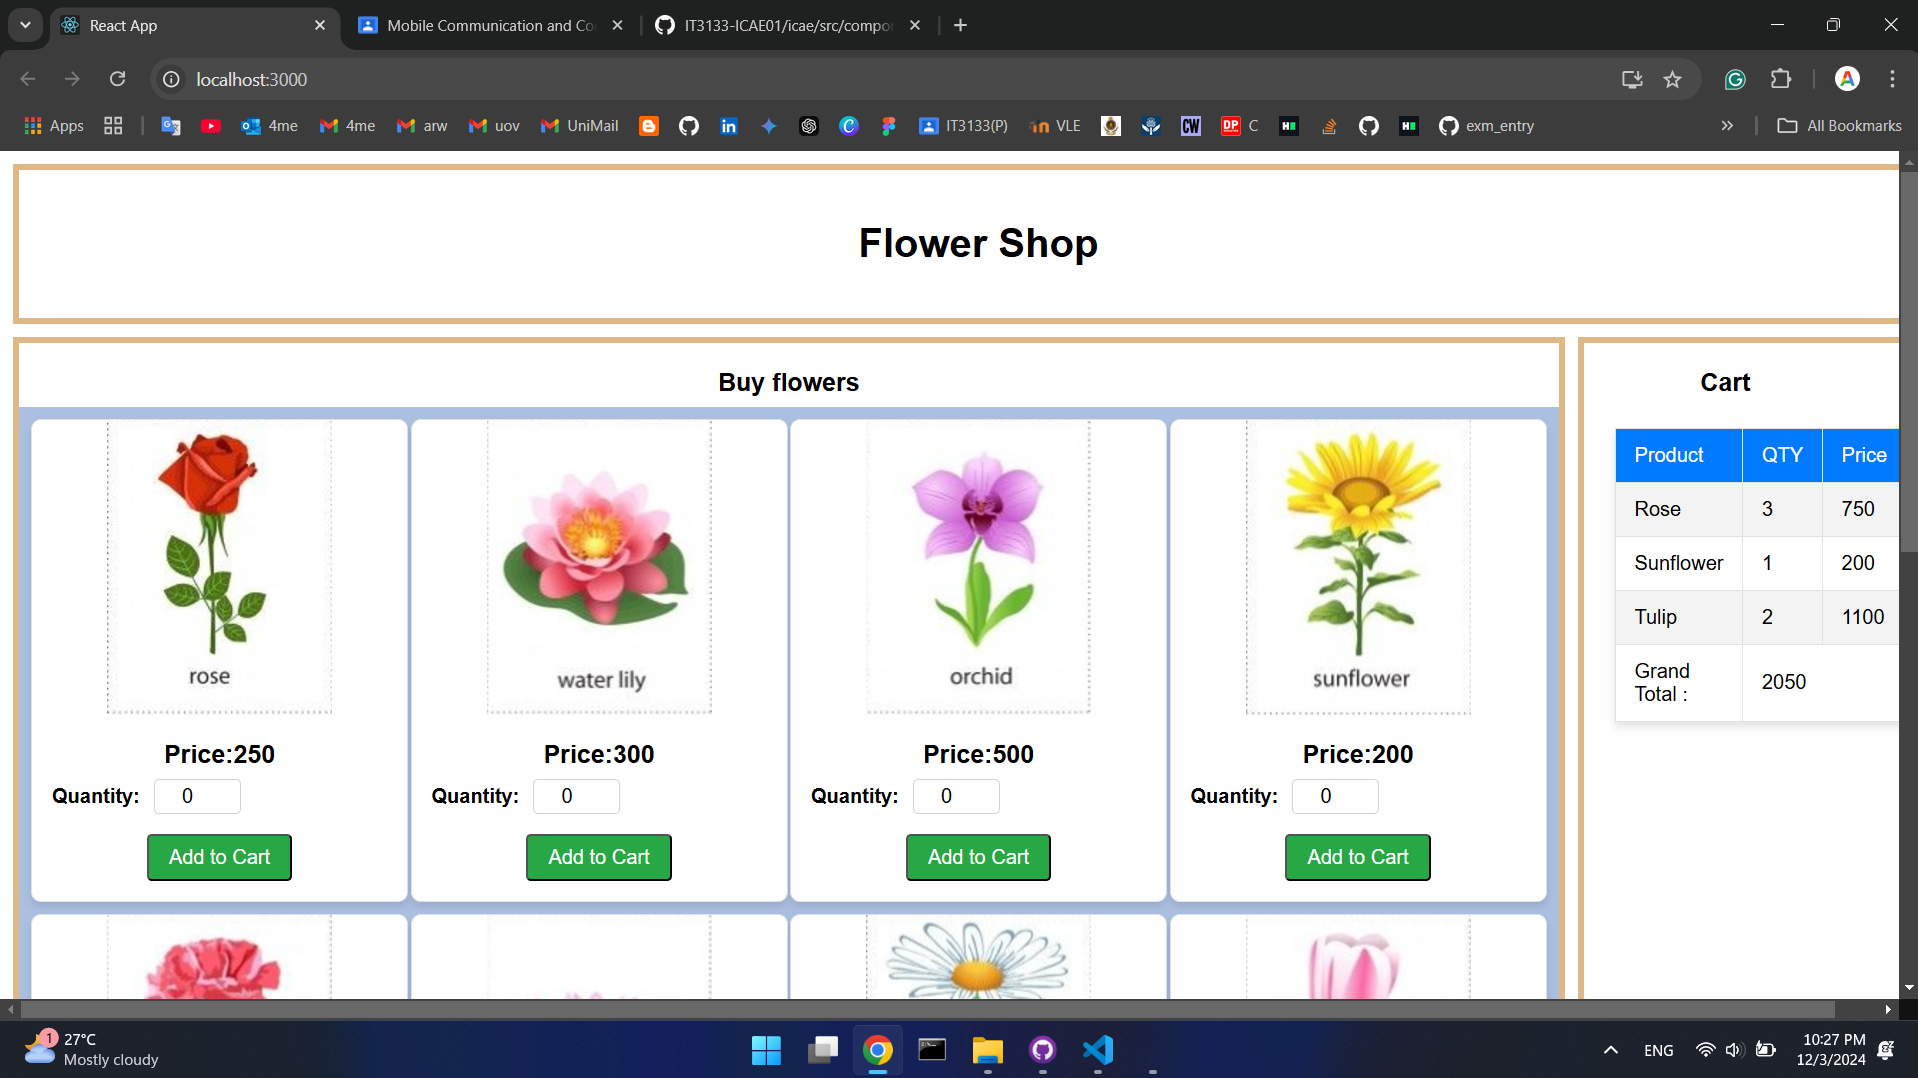 React App
Mobile Communication and Co
IT3133-ICAE01/icae/src/compo
localhost:3000
Apps
4me
4me
arw
uov
UniMail
IT3133(P)
VLE
CW
DP
C
exm_entry
All Bookmarks
Flower Shop
Buy flowers
Cart
Product QTY Price
Rose 3 750
Sunflower 1 200
Tulip 2 1100
Grand
Total :
2050
rose
water lily
orchid
sunflower
Price:250
Price:300
Price:500
Price:200
Quantity: 0
Quantity: 0
Quantity: 0
Quantity: 0
Add to Cart
Add to Cart
Add to Cart
Add to Cart
1
27°C
Mostly cloudy
ENG
10:27 PM
12/3/2024